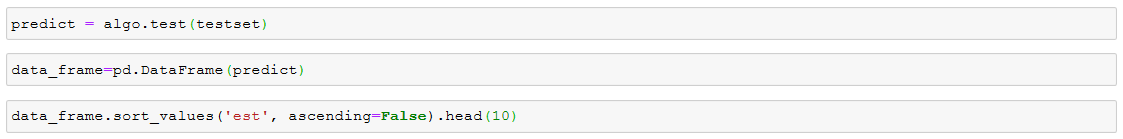 predict = algo.test(testset)
data_frame=pd.DataFrame(predict)
data_frame.sort_values('est', ascending=False).head(10)